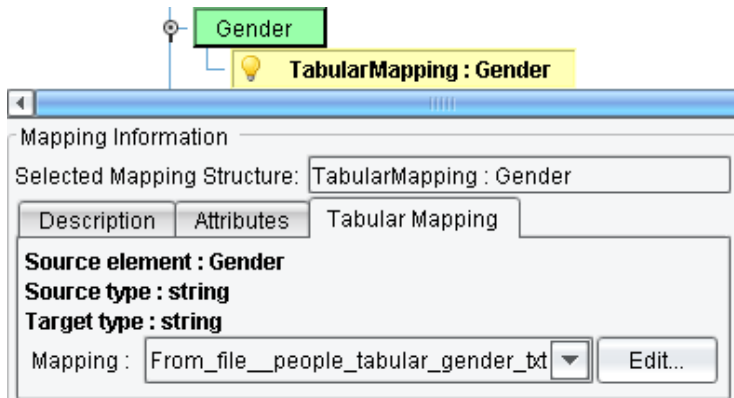 Gender
TabularMapping : Gender
Mapping Information
Selected Mapping Structure: TabularMapping : Gender
Description Attributes Tabular Mapping
Source element : Gender
Source type : string
Target type : string
Mapping : From_file__people_tabular_gender_txt Edit...